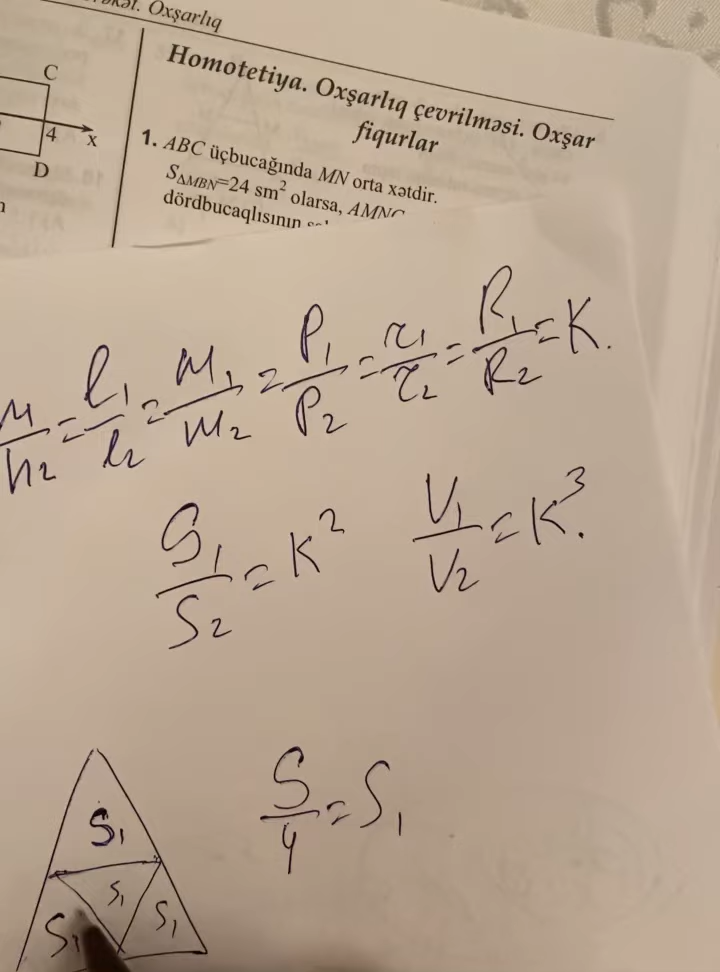 Oxşarlıq
C
4
x
D
Homotetiya. Oxşarlıq çevrilməsi. Oxşar
fiqurlar
1. ABC üçbucağında MN orta xətdir.
S∆MBN=24 sm² olarsa, AMNC
dördbucaqlısının
h₂ = l₁/l₂ = m₁/m₂ = P₁/P₂ = r₁/r₂ = R₁/R₂ = K.
S₁/S₂ = K² V₁/V₂ = K³.
S/4 = S₁
S₁
S₁
S₁
S₁